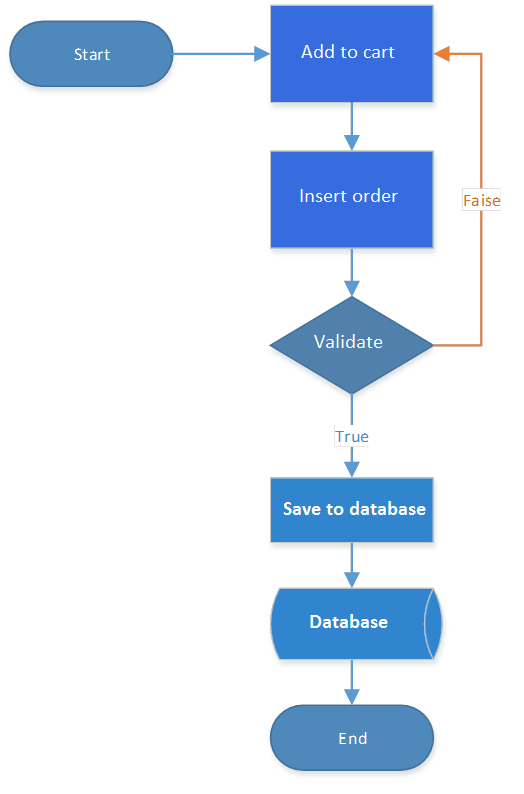 Start
Add to cart
Insert order
Faise
Validate
True
Save to database
Database
End